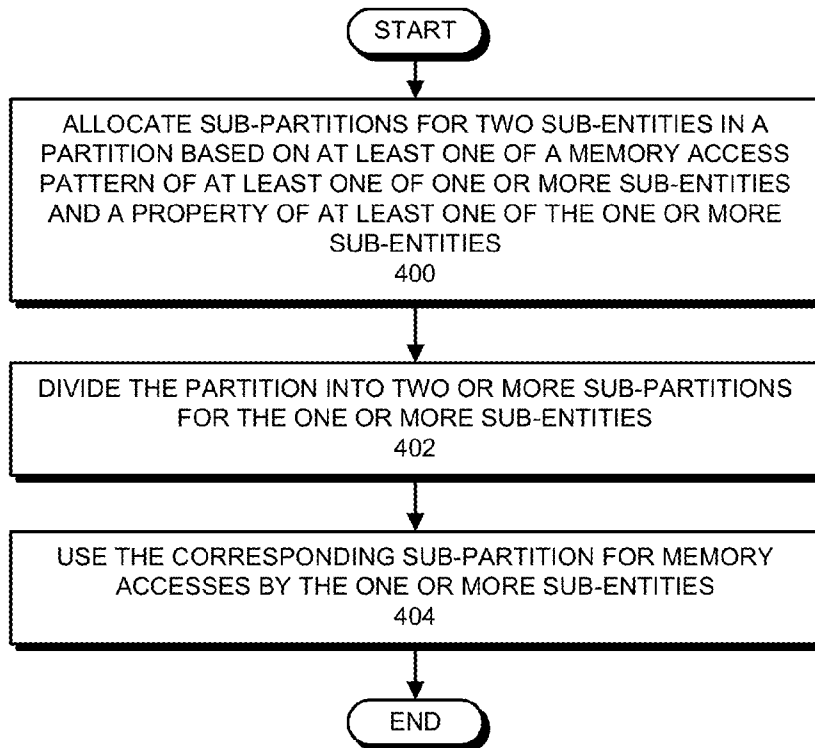 START
ALLOCATE SUB-PARTITIONS FOR TWO SUB-ENTITIES IN A
PARTITION BASED ON AT LEAST ONE OF A MEMORY ACCESS
PATTERN OF AT LEAST ONE OF ONE OR MORE SUB-ENTITIES
AND A PROPERTY OF AT LEAST ONE OF THE ONE OR MORE
SUB-ENTITIES
400
DIVIDE THE PARTITION INTO TWO OR MORE SUB-PARTITIONS
FOR THE ONE OR MORE SUB-ENTITIES
402
USE THE CORRESPONDING SUB-PARTITION FOR MEMORY
ACCESSES BY THE ONE OR MORE SUB-ENTITIES
404
END